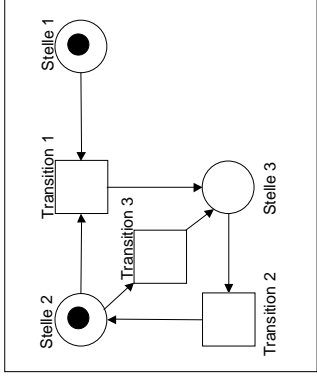 Stelle 1
Transition 1
Stelle 2
Transition 3
Stelle 3
Transition 2